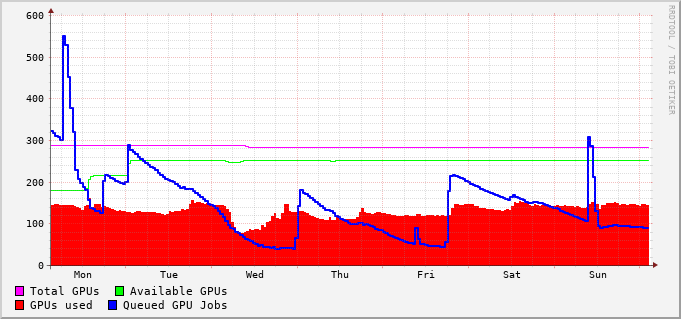 600
500
400
300
200
100
0
Mon Tue Wed Thu Fri Sat Sun
Total GPUs Available GPUs
GPUs used Queued GPU Jobs
RRDTOOL / TOBI OETIKER